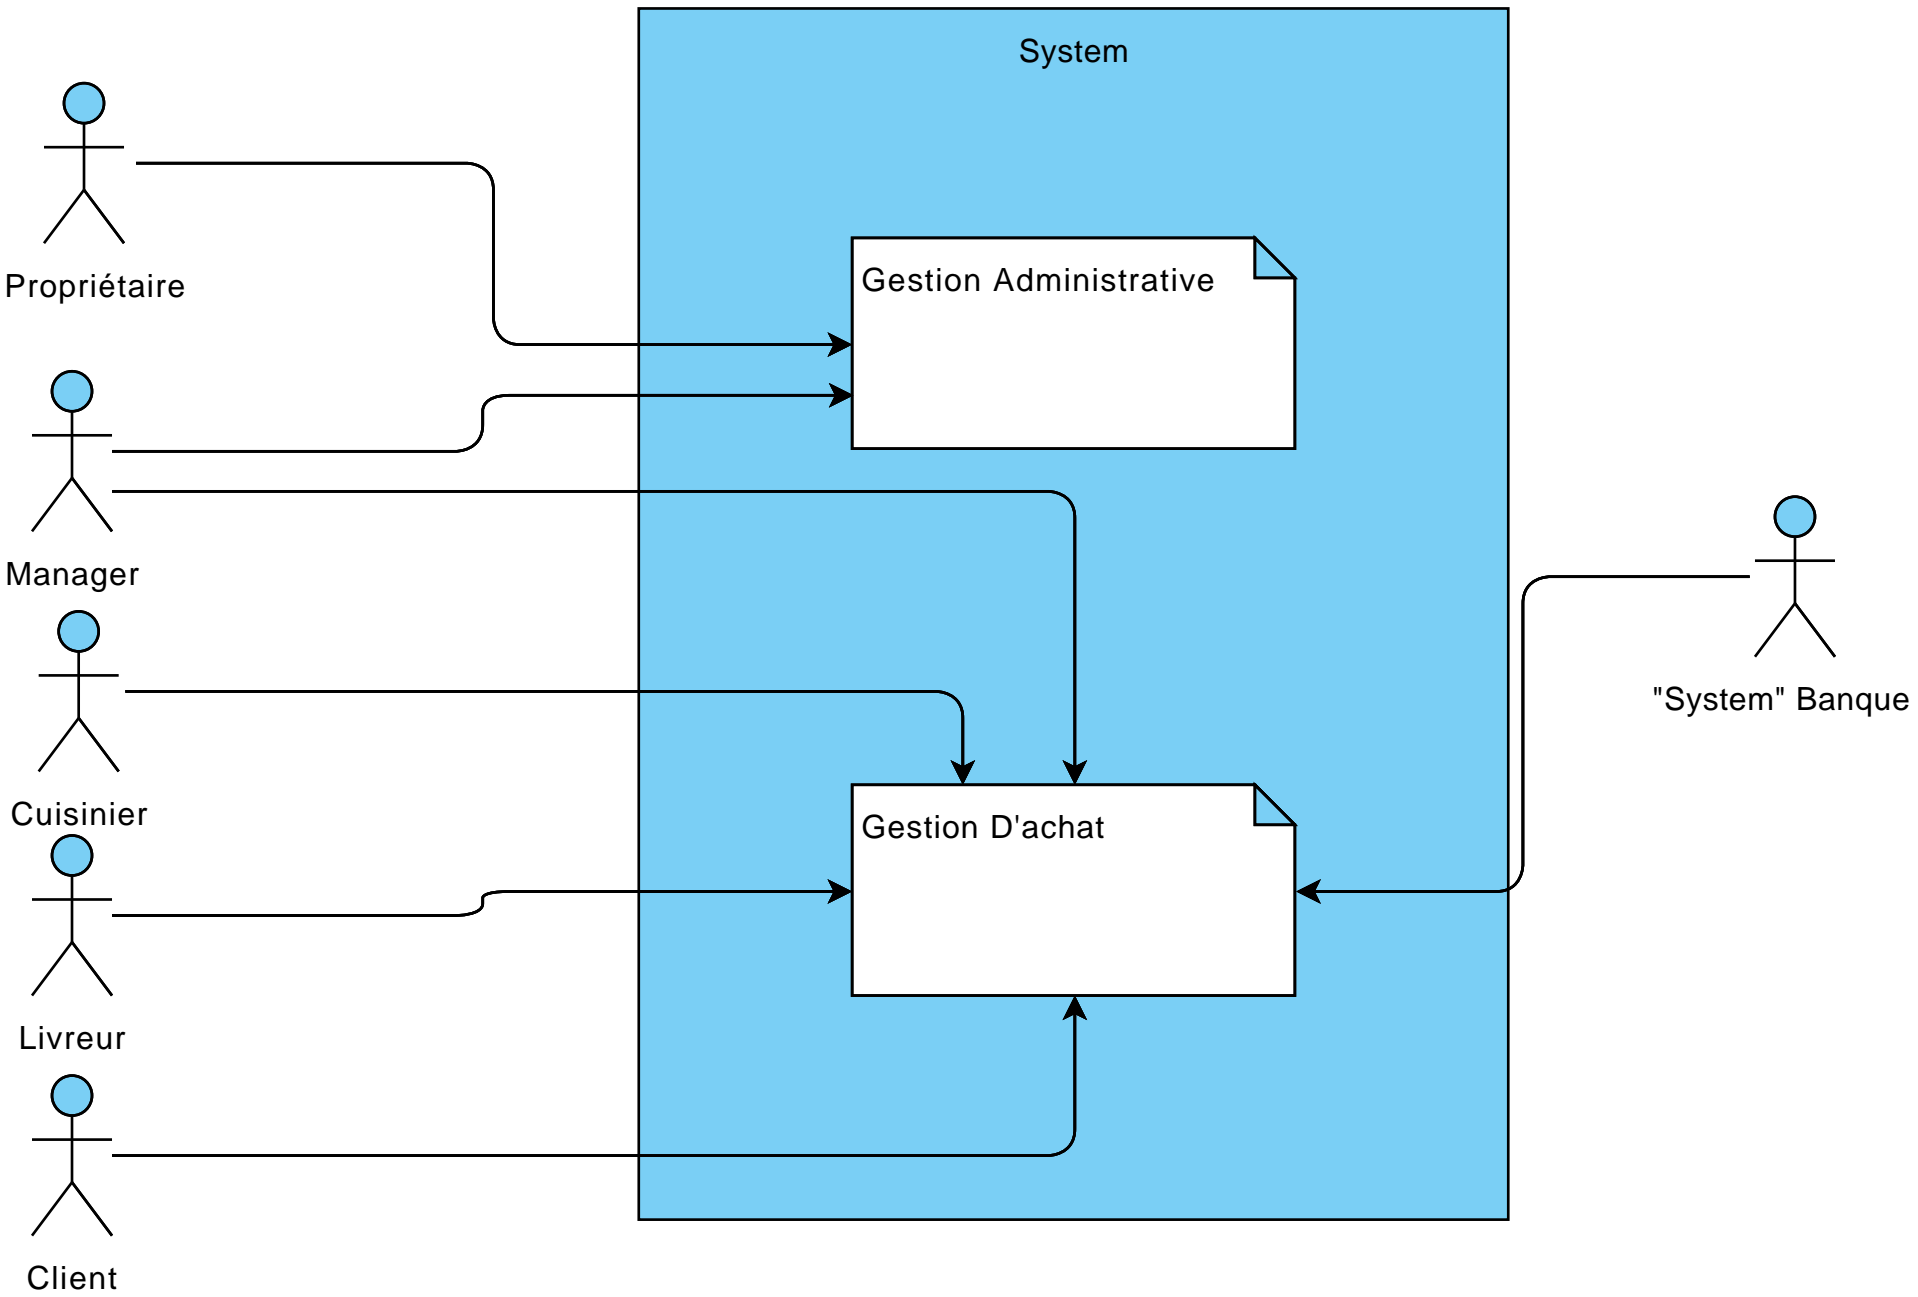 System
Propriétaire
Gestion Administrative
Manager
"System" Banque
Cuisinier
Gestion D'achat
Livreur
Client